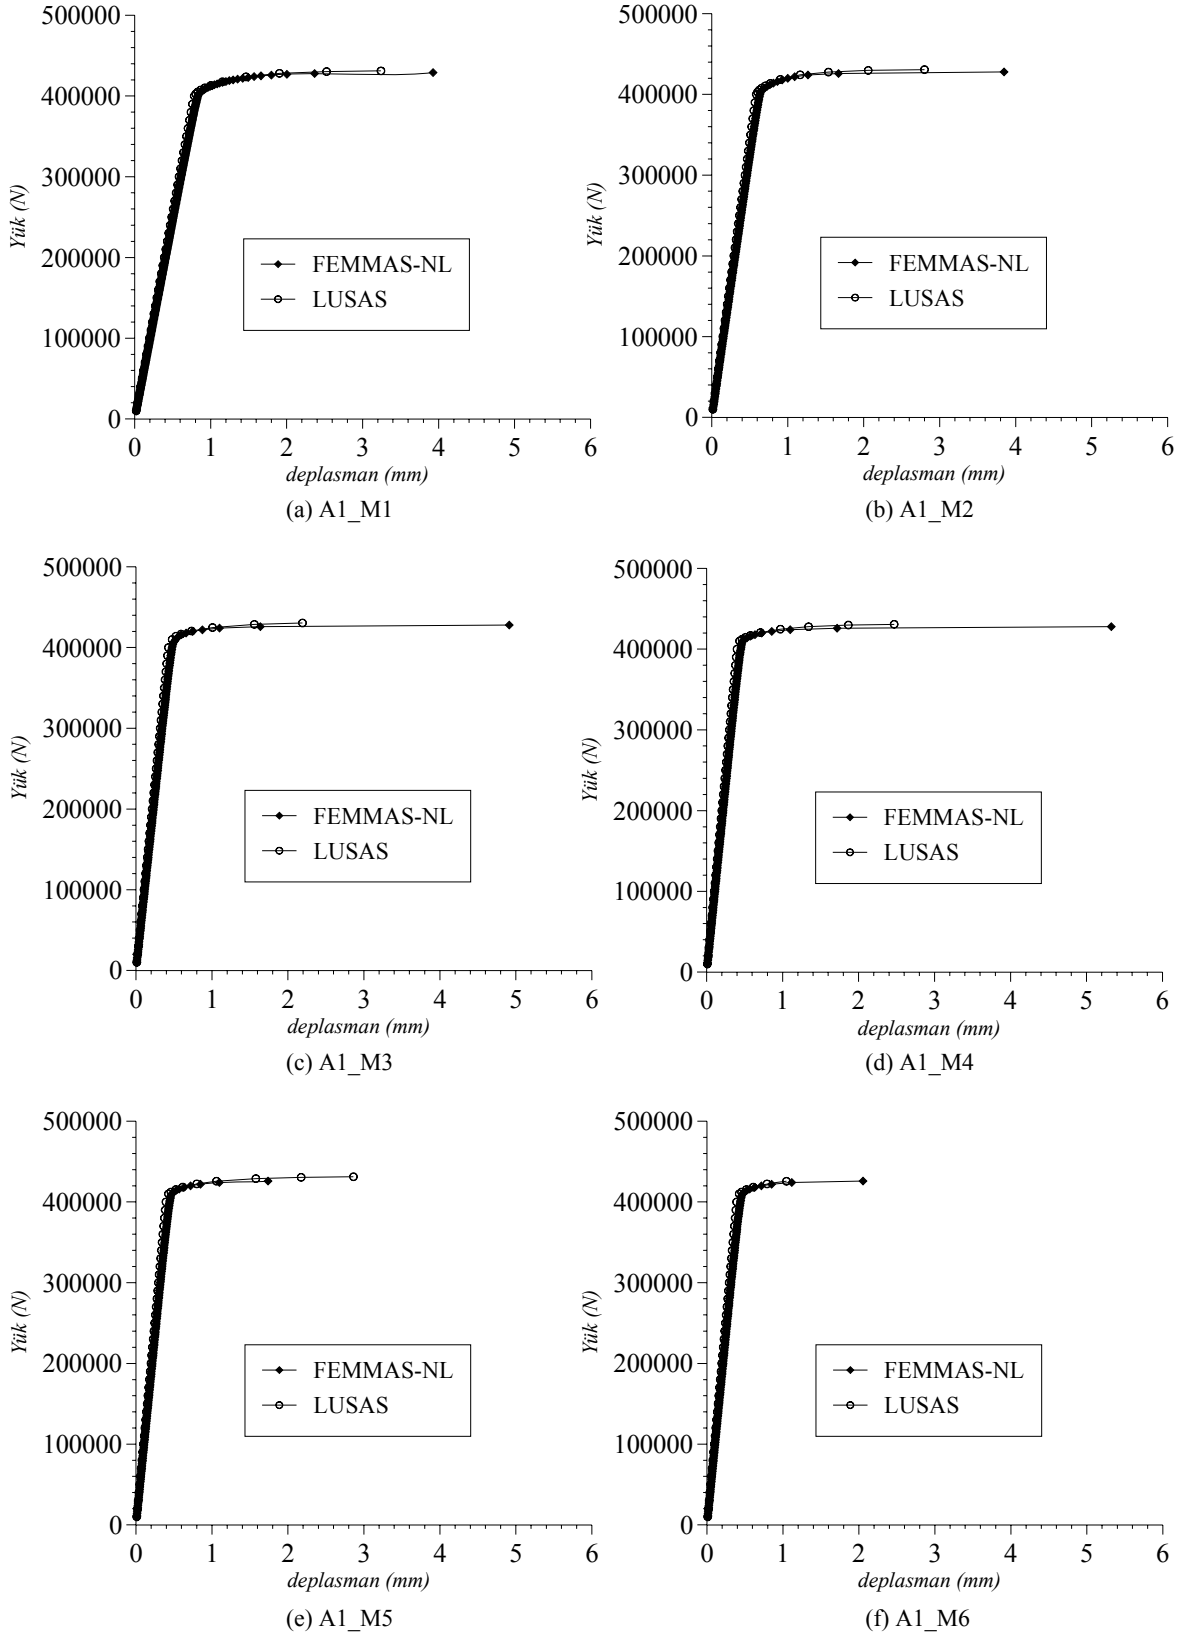 500000
400000
300000
200000
100000
0
Yük (N)
FEMMAS-NL
LUSAS
0 1 2 3 4 5 6
deplasman (mm)
(a) A1_M1
500000
400000
300000
200000
100000
0
Yük (N)
FEMMAS-NL
LUSAS
0 1 2 3 4 5 6
deplasman (mm)
(b) A1_M2
500000
400000
300000
200000
100000
0
Yük (N)
FEMMAS-NL
LUSAS
0 1 2 3 4 5 6
deplasman (mm)
(c) A1_M3
500000
400000
300000
200000
100000
0
Yük (N)
FEMMAS-NL
LUSAS
0 1 2 3 4 5 6
deplasman (mm)
(d) A1_M4
500000
400000
300000
200000
100000
0
Yük (N)
FEMMAS-NL
LUSAS
0 1 2 3 4 5 6
deplasman (mm)
(e) A1_M5
500000
400000
300000
200000
100000
0
Yük (N)
FEMMAS-NL
LUSAS
0 1 2 3 4 5 6
deplasman (mm)
(f) A1_M6